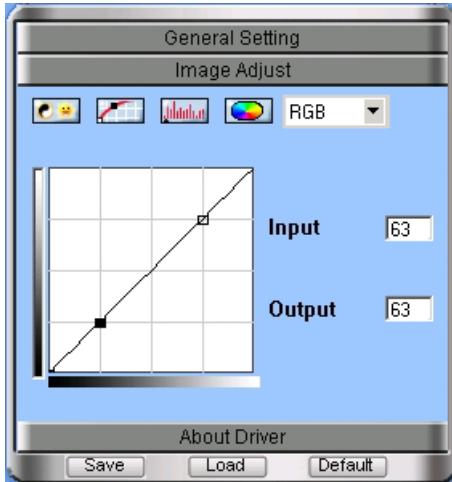 General Setting
Image Adjust
RGB
Input 63
Output 63
About Driver
Save Load Default